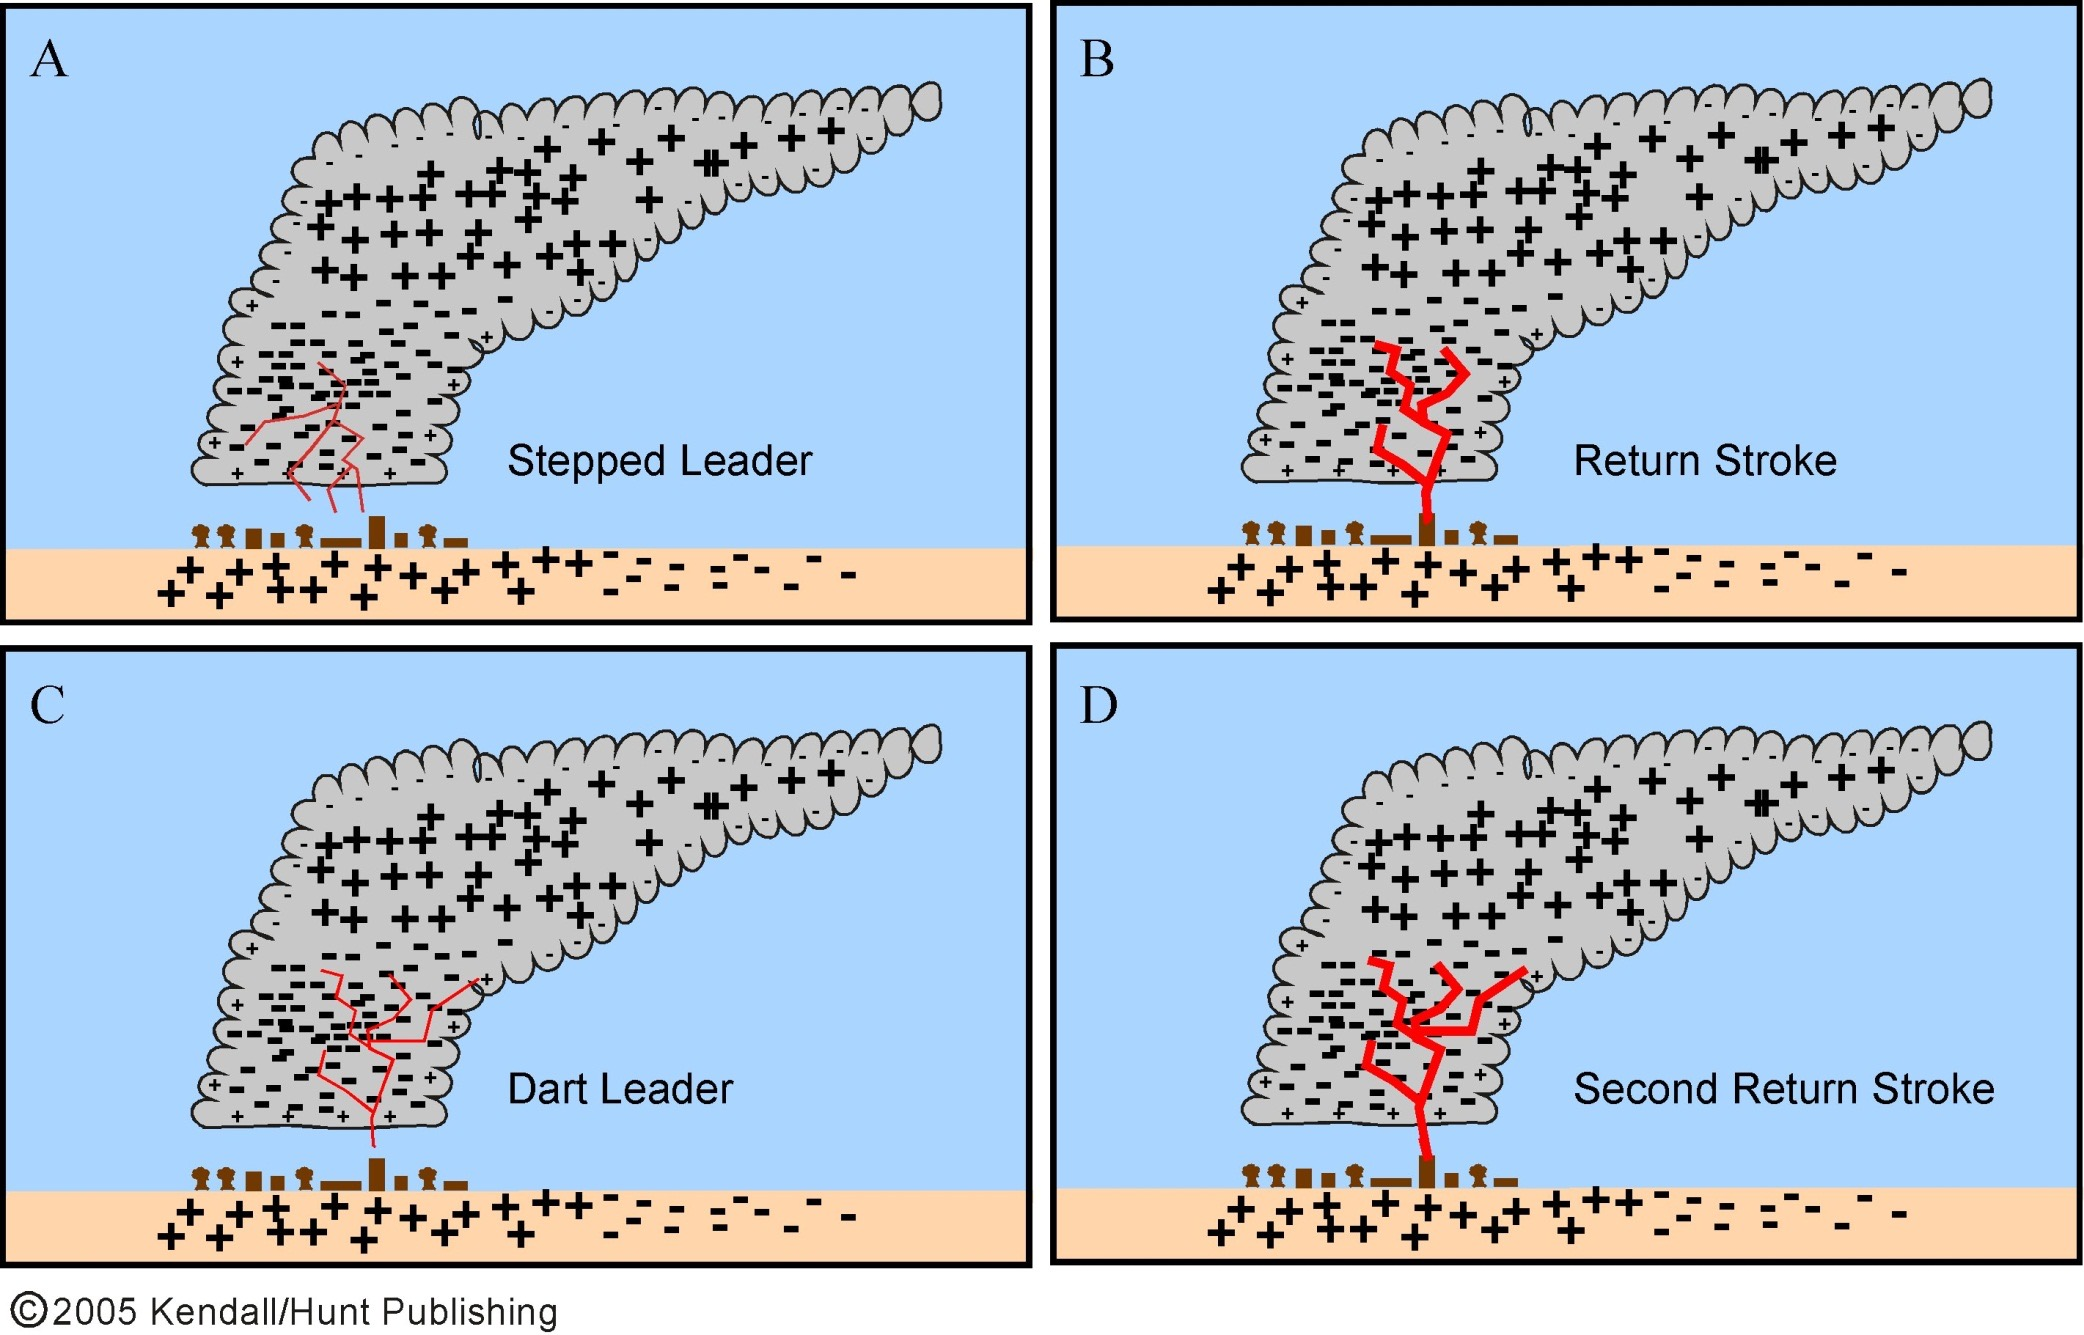 A
Stepped Leader
B
Return Stroke
C
Dart Leader
D
Second Return Stroke
©2005 Kendall/Hunt Publishing